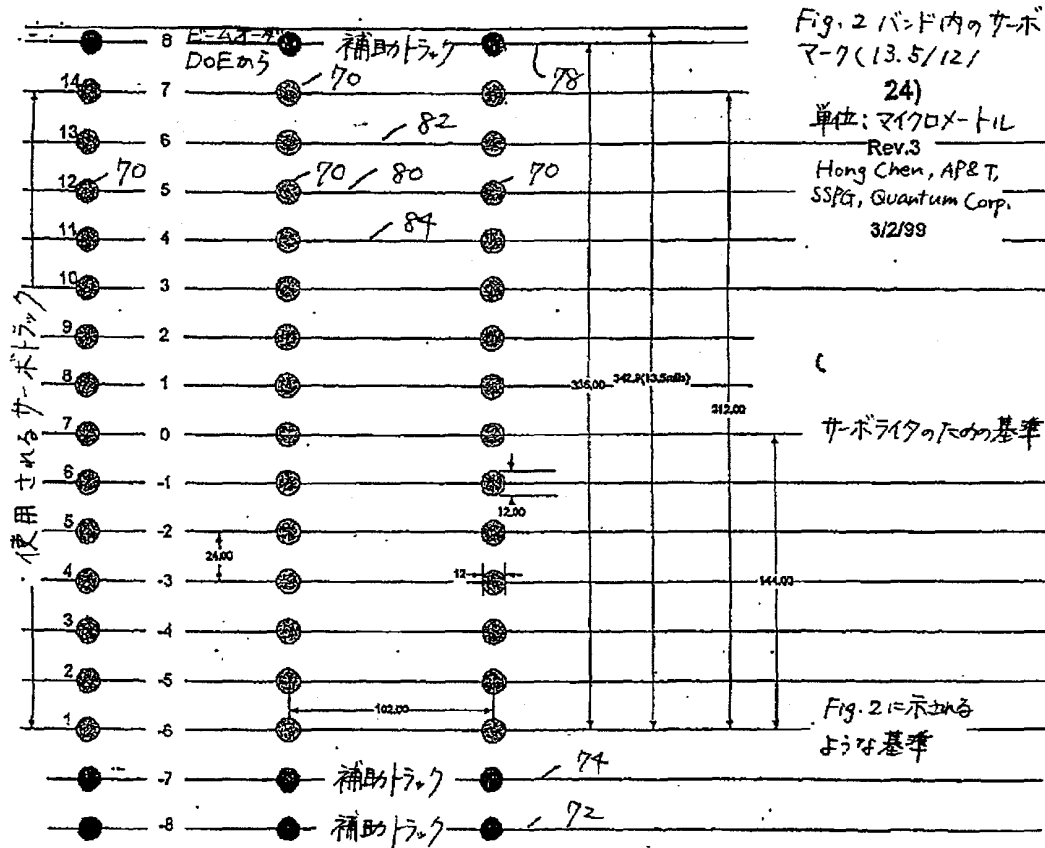 Fig. 2 バンド内のサーボ
マーク(13.5/12/
24)
単位: マイクロメートル
Rev.3
Hong Chen, AP&T,
SSPG, Quantum Corp.
3/2/99
8 ビームオーダ 補助トラック
DOEから
78
14 7 70
13 6 82
12 70 5 70 80 70
11 4 84
10 3
9 2
8 1
336.00 342.9(13.5mils)
312.00
7 0 サーボライタのための基準
6 -1
12.00
5 -2
24.00
4 -3 12
144.00
3 -4
2 -5
102.00
1 -6
Fig. 2に示される
ような基準
-7 補助トラック 74
-8 補助トラック 72
使用されるサーボトラック